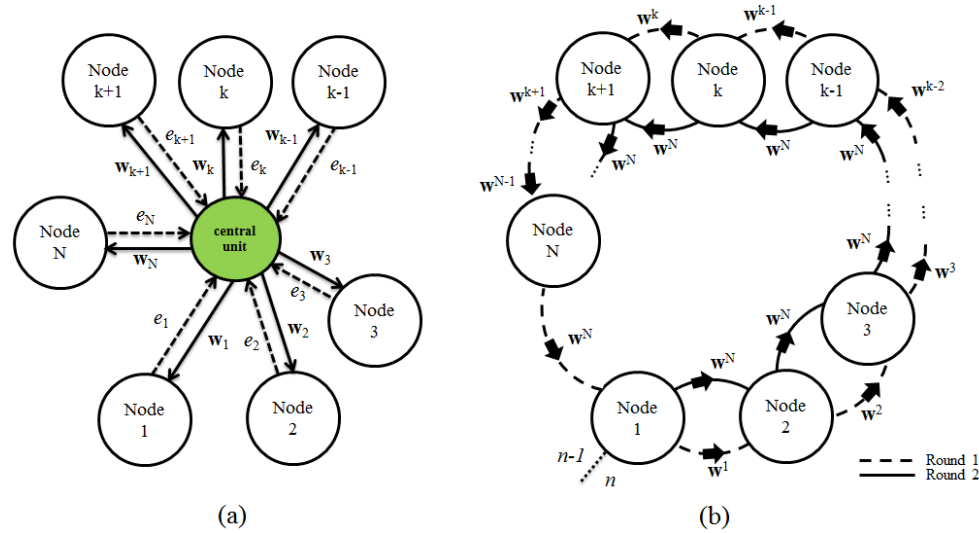 Node
k+1
Node
k
Node
k-1
e_{k+1}
w_{k+1}
w_k
e_k
w_{k-1}
e_{k-1}
Node
N
e_N
w_N
central
unit
w_3
e_3
Node
3
e_1
w_1
e_2
w_2
Node
1
Node
2
(a)
w^k
w^{k-1}
Node
k+1
Node
k
Node
k-1
w^{k+1}
w^{k-2}
w^N
w^N
w^N
w^N
w^{N-1}
Node
N
w^N
w^3
Node
3
w^N
w^N
w^N
Node
1
Node
2
w^2
w^1
n-1
n
Round 1
Round 2
(b)